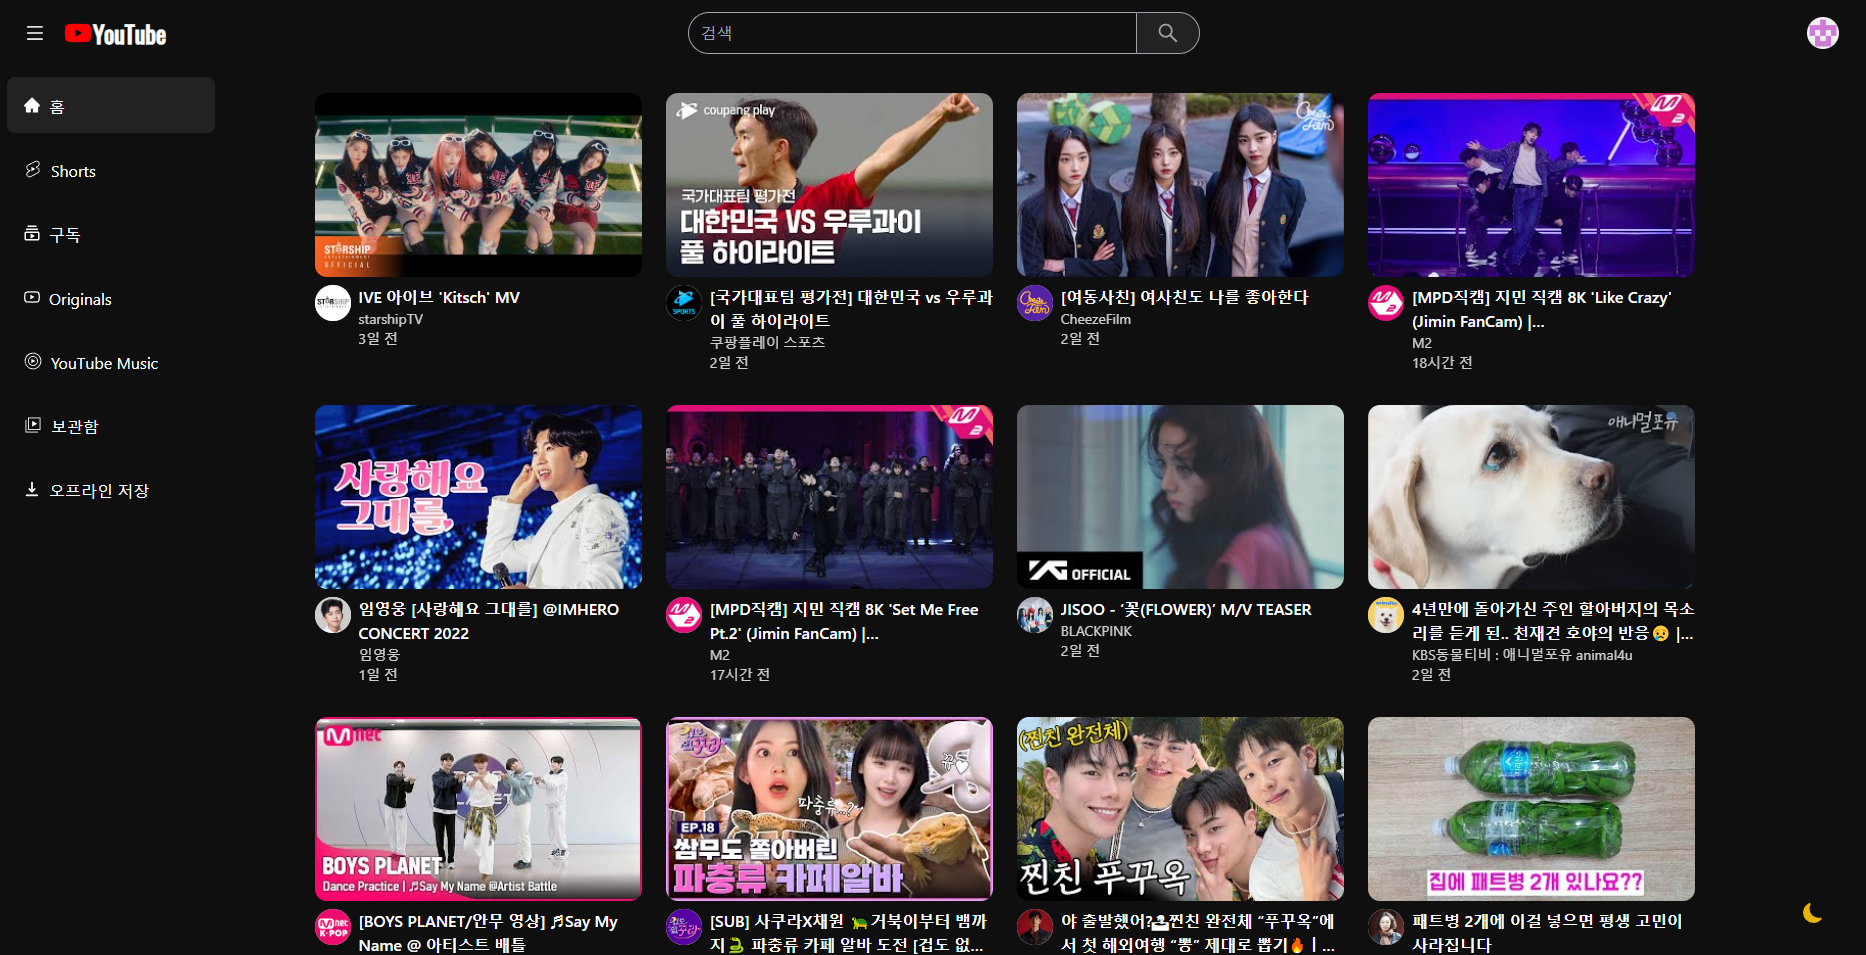 YouTube
검색
홈
Shorts
구독
Originals
YouTube Music
보관함
오프라인 저장
STARSHIP
ENTERTAINMENT
OFFICIAL
IVE 아이브 'Kitsch' MV
starshipTV
3일 전
coupang play
국가대표팀 평가전
대한민국 VS 우루과이
풀 하이라이트
SPORTS
[국가대표팀 평가전] 대한민국 vs 우루과
이 풀 하이라이트
쿠팡플레이 스포츠
2일 전
Cheeze
Film
[여동사친] 여사친도 나를 좋아한다
CheezeFilm
2일 전
M2
[MPD직캠] 지민 직캠 8K 'Like Crazy'
(Jimin FanCam) |...
M2
18시간 전
사랑해요
그대를
임영웅 [사랑해요 그대를] @IMHERO
CONCERT 2022
임영웅
1일 전
M2
[MPD직캠] 지민 직캠 8K 'Set Me Free
Pt.2' (Jimin FanCam) |...
M2
17시간 전
YG OFFICIAL
JISOO - ‘꽃(FLOWER)’ M/V TEASER
BLACKPINK
2일 전
애니멀포유
4년만에 돌아가신 주인 할아버지의 목소
리를 듣게 된.. 천재견 호야의 반응😥 |...
KBS동물티비 : 애니멀포유 animal4u
2일 전
Mnet
BOYS PLANET
Dance Practice | ♬Say My Name @Artist Battle
Mnet
K-POP
[BOYS PLANET/안무 영상] ♬Say My
Name @ 아티스트 배틀
파충류...?
뀨♡
EP.18
쌈무도 쫄아버린
파충류 카페알바
[SUB] 사쿠라X채원 🐢거북이부터 뱀까
지🐍 파충류 카페 알바 도전 [겁도 없...
(찐친 완전체)
찐친 푸꾸옥
야 출발했어?🛳찐친 완전체 “푸꾸옥”에
서 첫 해외여행 “뽕” 제대로 뽑기🔥 | ...
집에 패트병 2개 있나요??
패트병 2개에 이걸 넣으면 평생 고민이
사라집니다